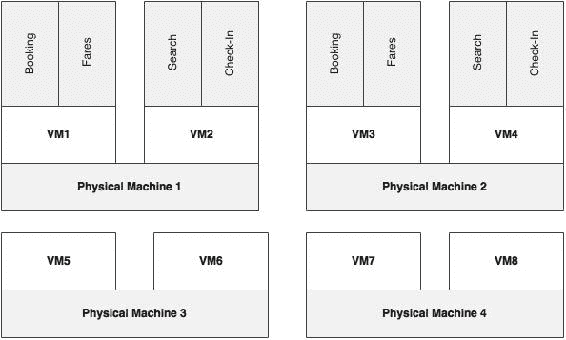 Booking
Fares
Search
Check-In
Booking
Fares
Search
Check-In
VM1
VM2
VM3
VM4
Physical Machine 1
Physical Machine 2
VM5
VM6
VM7
VM8
Physical Machine 3
Physical Machine 4